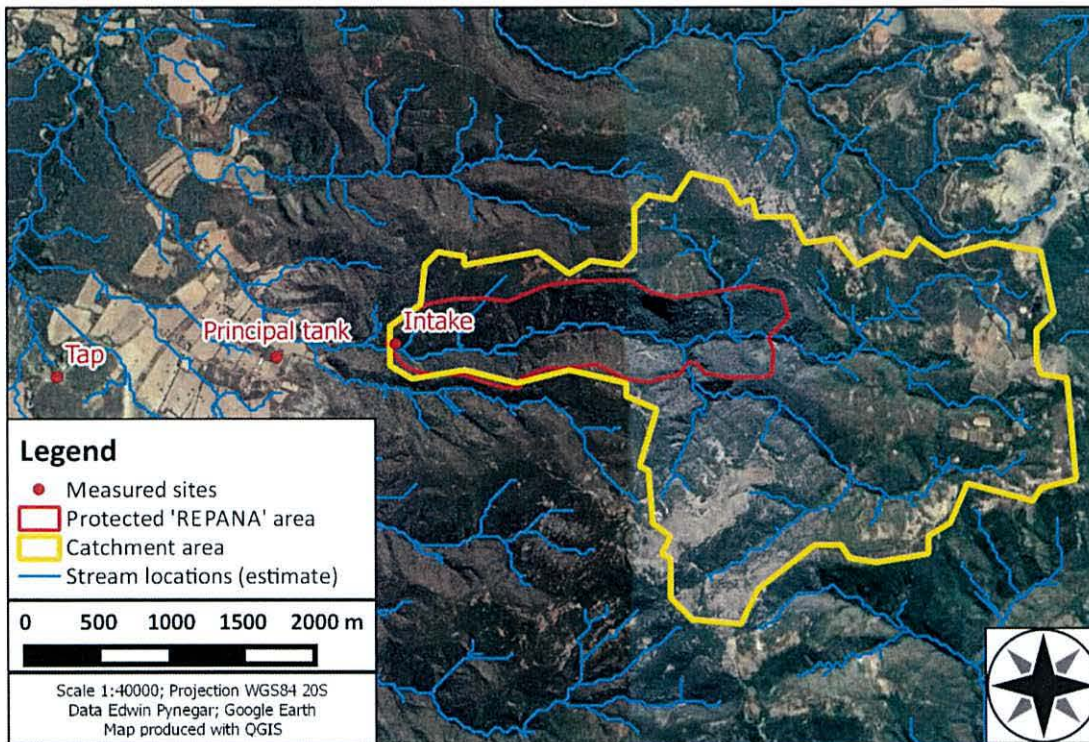 Intake
Principal tank
Tap
Legend
Measured sites
Protected 'REPANA' area
Catchment area
Stream locations (estimate)
0 500 1000 1500 2000 m
Scale 1:40000; Projection WGS84 20S
Data Edwin Pynegar; Google Earth
Map produced with QGIS